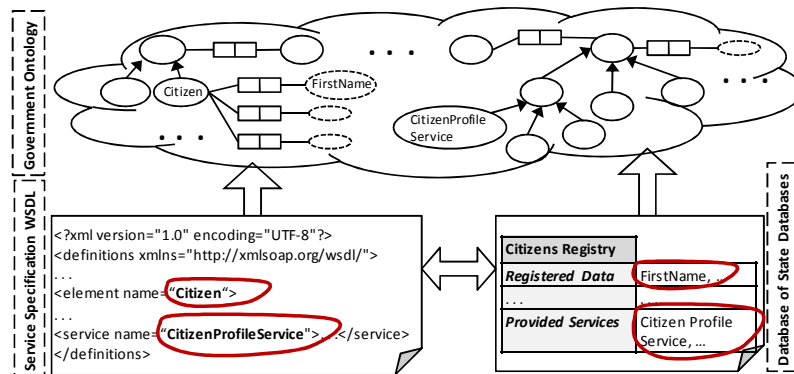 Government Ontology
. . .
Citizen
FirstName
. . .
CitizenProfile
Service
. . .
Service Specification WSDL
<?xml version="1.0" encoding="UTF-8"?>
<definitions xmlns="http://xmlsoap.org/wsdl/">
...
<element name=“Citizen“>
...
<service name=“CitizenProfileService">...</service>
</definitions>
Citizens Registry
Registered Data FirstName, ...
... ...
Provided Services Citizen Profile
Service, ...
Database of State Databases